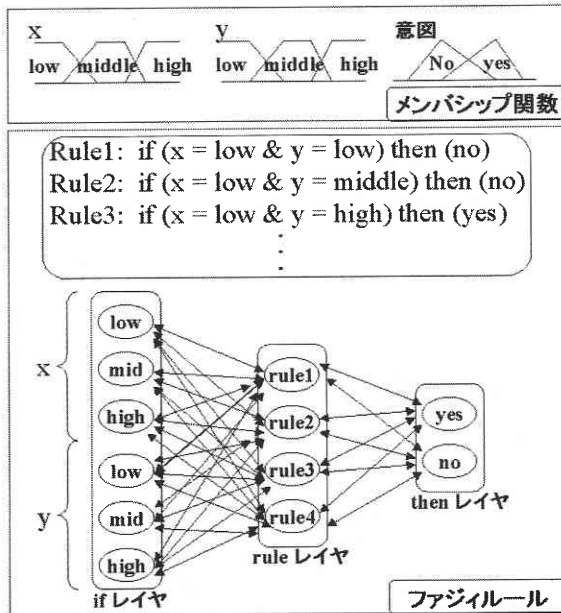 x y 意図
low middle high low middle high No yes
メンバシップ関数
Rule1: if (x = low & y = low) then (no)
Rule2: if (x = low & y = middle) then (no)
Rule3: if (x = low & y = high) then (yes)
x
low
mid
high
y
low
mid
high
if レイヤ
rule1
rule2
rule3
rule4
rule レイヤ
yes
no
then レイヤ
ファジィルール